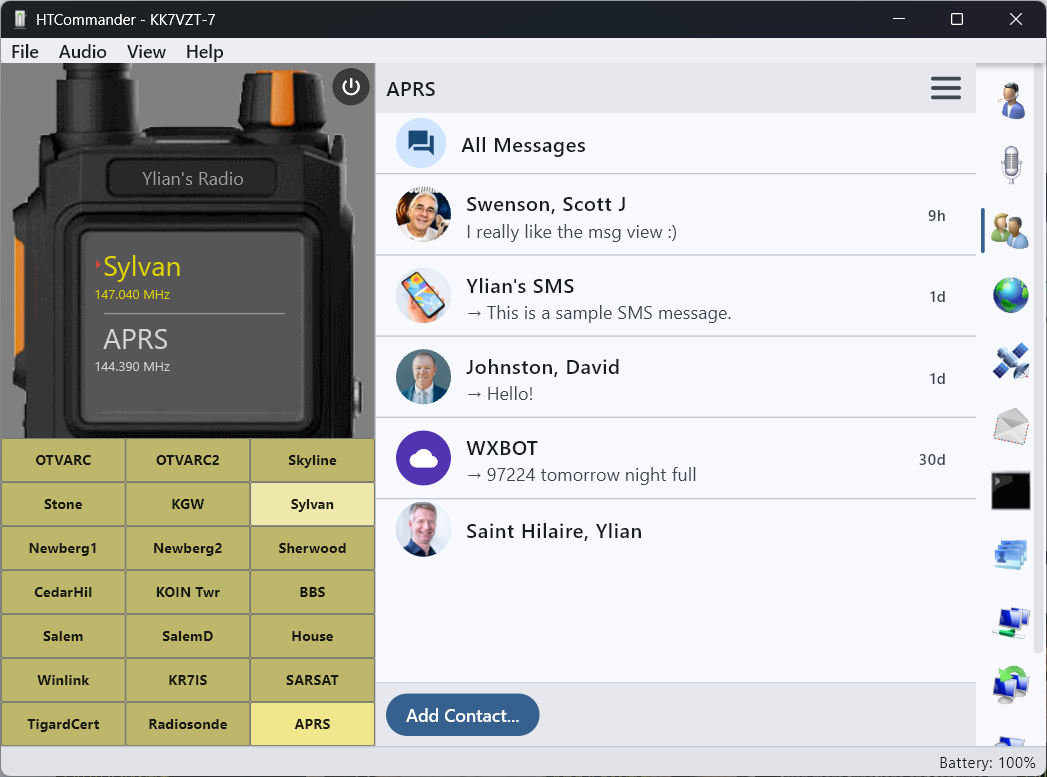 HTCommander - KK7VZT-7
File Audio View Help
Ylian's Radio
Sylvan
147.040 MHz
APRS
144.390 MHz
OTVARC OTVARC2 Skyline
Stone KGW Sylvan
Newberg1 Newberg2 Sherwood
CedarHil KOIN Twr BBS
Salem SalemD House
Winlink KR7IS SARSAT
TigardCert Radiosonde APRS
APRS
All Messages
Swenson, Scott J
9h
I really like the msg view :)
Ylian's SMS
1d
→ This is a sample SMS message.
Johnston, David
1d
→ Hello!
WXBOT
30d
→ 97224 tomorrow night full
Saint Hilaire, Ylian
Add Contact...
Battery: 100%